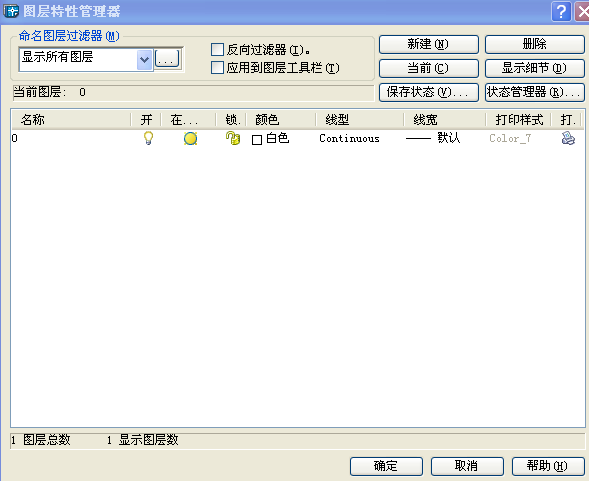 图层特性管理器
命名图层过滤器(M)
显示所有图层
...
反向过滤器(I)。
应用到图层工具栏(T)
新建(N)
删除
当前(C)
显示细节(D)
保存状态(V)...
状态管理器(R)...
当前图层: 0
名称 开 在... 锁. 颜色 线型 线宽 打印样式 打.
0 白色 Continuous 默认 Color_7
1 图层总数 1 显示图层数
确定 取消 帮助(H)